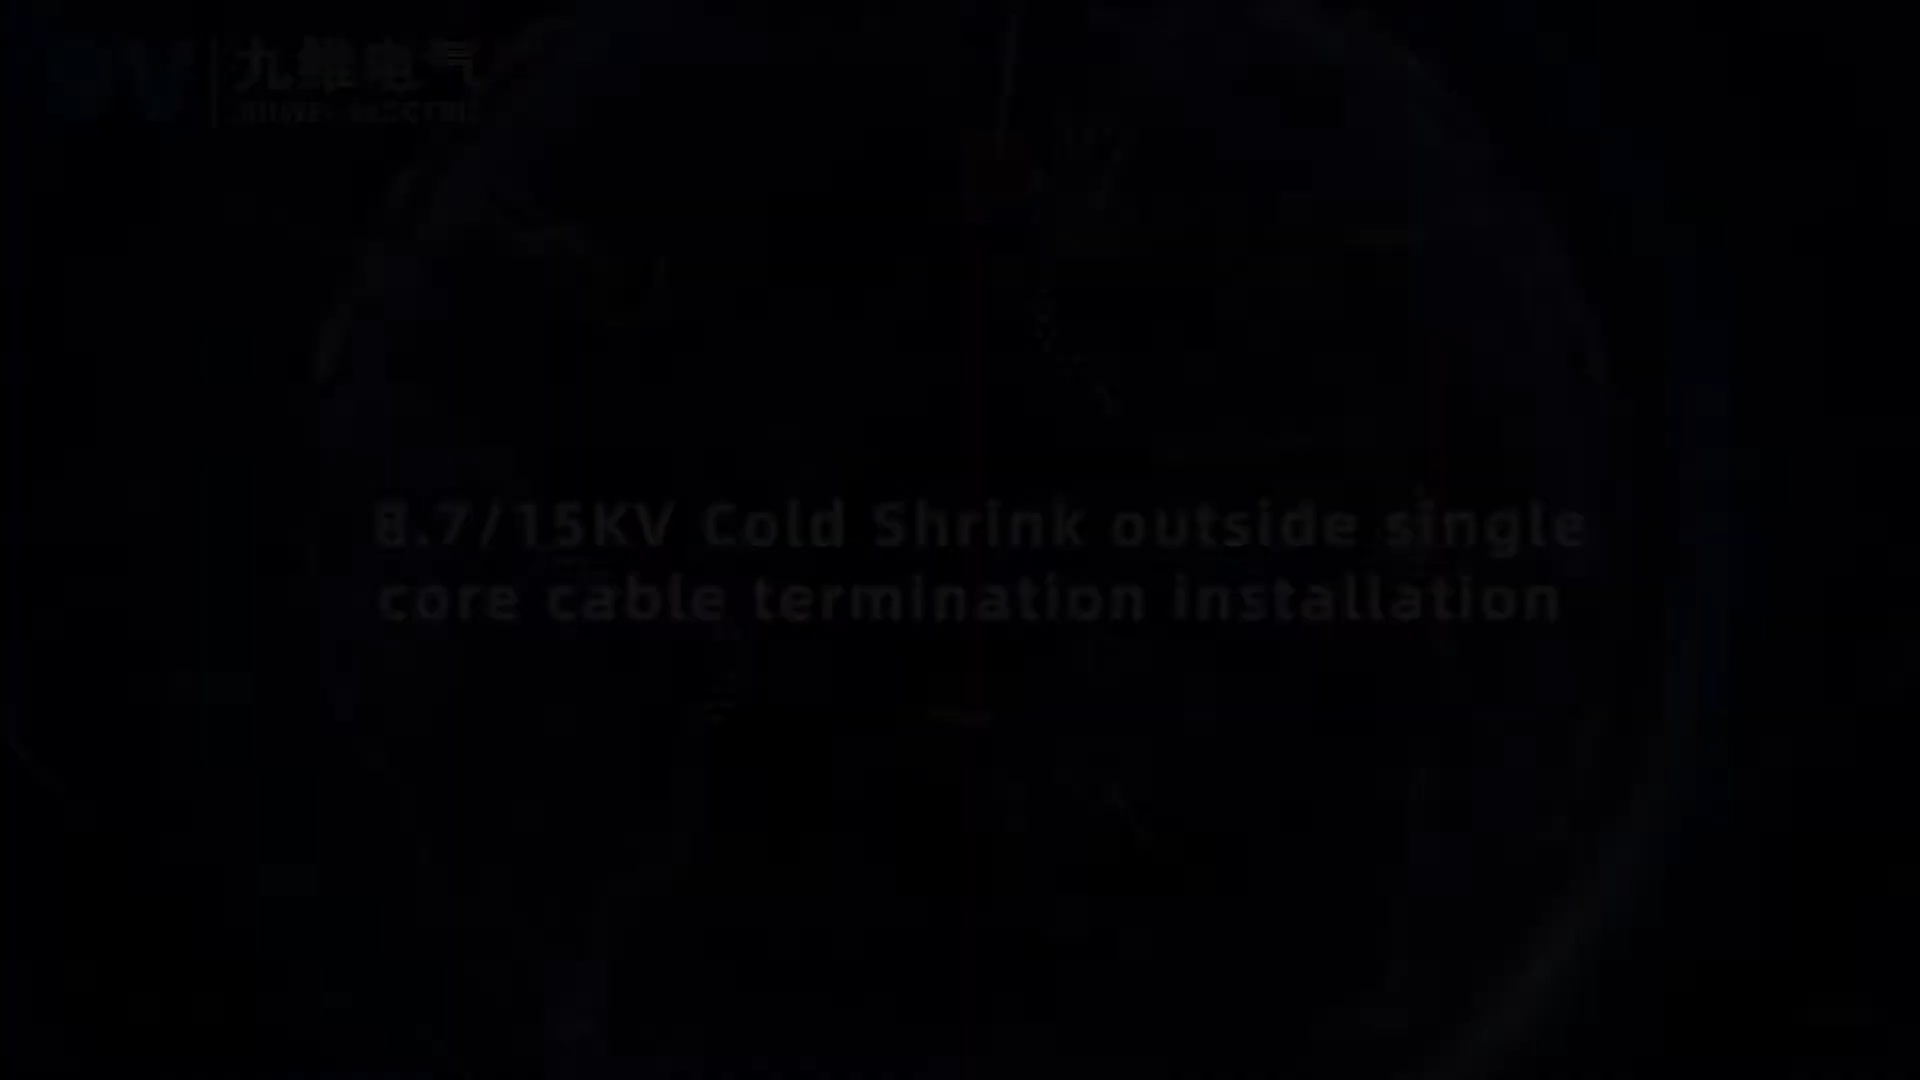 九维电气
8.7/15KV Cold Shrink outside single
core cable termination installation